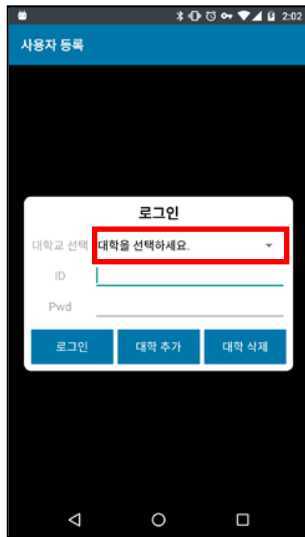 2:02
사용자 등록
로그인
대학교 선택 대학을 선택하세요.
ID
Pwd
로그인 대학 추가 대학 삭제